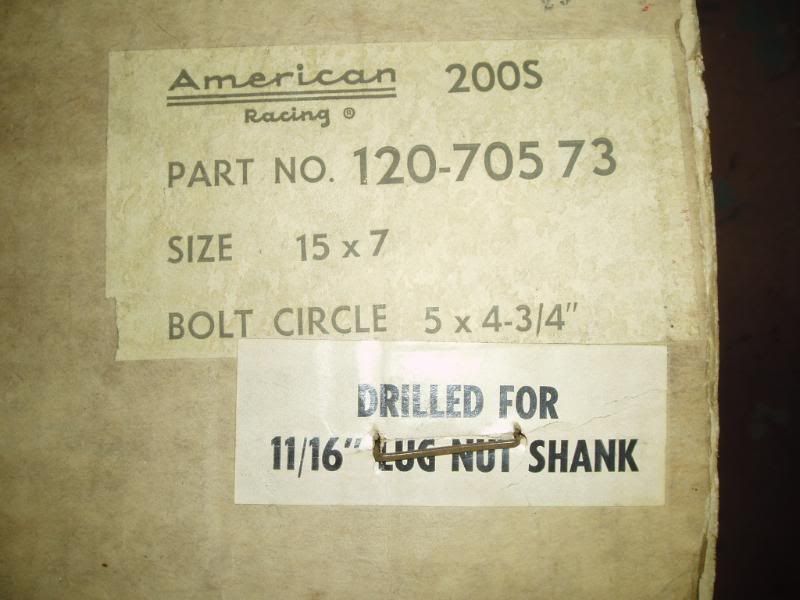 American 200S
Racing ®
PART NO. 120-705 73
SIZE 15 x 7
BOLT CIRCLE 5 x 4-3/4"
DRILLED FOR
11/16" LUG NUT SHANK